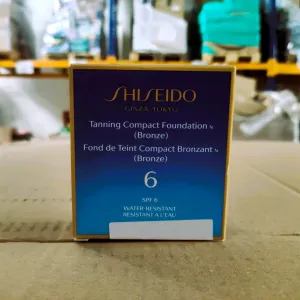 SHISEIDO
GINZA TOKYO
Tanning Compact Foundation N
(Bronze)
Fond de Teint Compact Bronzant N
(Bronze)
6
SPF 6
WATER-RESISTANT
RÉSISTANT À L'EAU